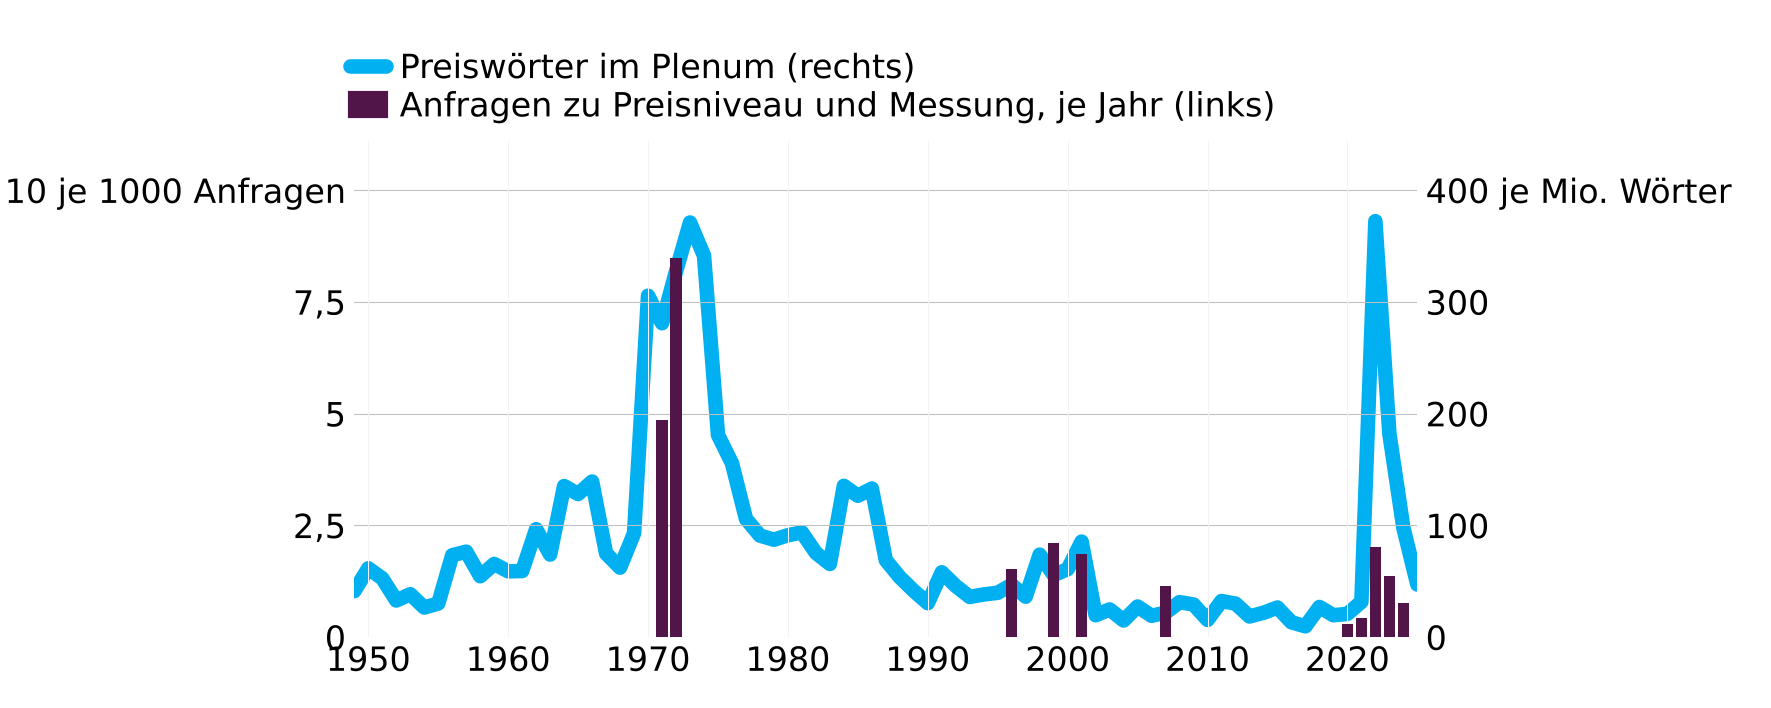 Preiswörter im Plenum (rechts)
Anfragen zu Preisniveau und Messung, je Jahr (links)
10 je 1000 Anfragen
400 je Mio. Wörter
7,5
300
5
200
2,5
100
0
0
1950 1960 1970 1980 1990 2000 2010 2020